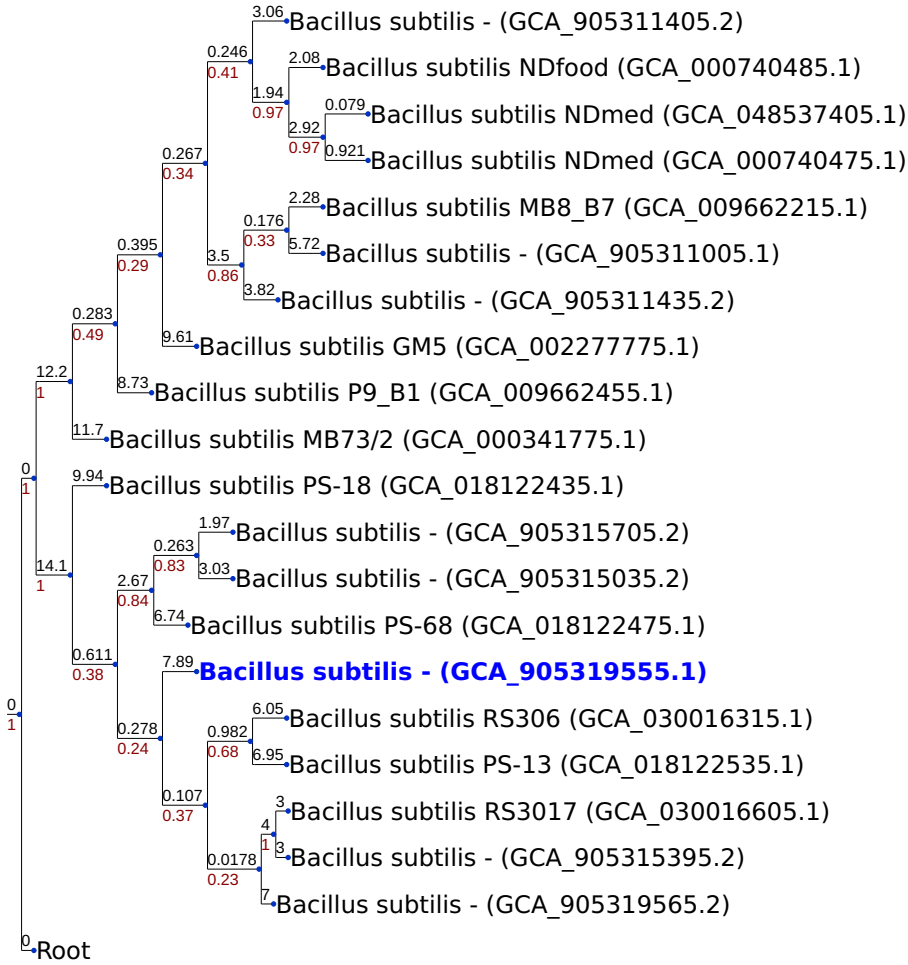 3.06 Bacillus subtilis - (GCA_905311405.2)
0.246
0.41
2.08 Bacillus subtilis NDfood (GCA_000740485.1)
1.94
0.97
0.079 Bacillus subtilis NDmed (GCA_048537405.1)
2.92
0.97
0.921 Bacillus subtilis NDmed (GCA_000740475.1)
0.267
0.34
2.28 Bacillus subtilis MB8_B7 (GCA_009662215.1)
0.176
0.33
5.72 Bacillus subtilis - (GCA_905311005.1)
0.395
0.29
3.5
0.86
3.82 Bacillus subtilis - (GCA_905311435.2)
0.283
0.49
9.61 Bacillus subtilis GM5 (GCA_002277775.1)
12.2
1
8.73 Bacillus subtilis P9_B1 (GCA_009662455.1)
11.7 Bacillus subtilis MB73/2 (GCA_000341775.1)
0
1
9.94 Bacillus subtilis PS-18 (GCA_018122435.1)
1.97 Bacillus subtilis - (GCA_905315705.2)
0.263
0.83
14.1
1
3.03 Bacillus subtilis - (GCA_905315035.2)
2.67
0.84
6.74 Bacillus subtilis PS-68 (GCA_018122475.1)
0.611
0.38
7.89 Bacillus subtilis - (GCA_905319555.1)
0
1
6.05 Bacillus subtilis RS306 (GCA_030016315.1)
0.278
0.24
0.982
0.68
6.95 Bacillus subtilis PS-13 (GCA_018122535.1)
0.107
0.37
3 Bacillus subtilis RS3017 (GCA_030016605.1)
4
1
3 Bacillus subtilis - (GCA_905315395.2)
0.0178
0.23
7 Bacillus subtilis - (GCA_905319565.2)
0 Root